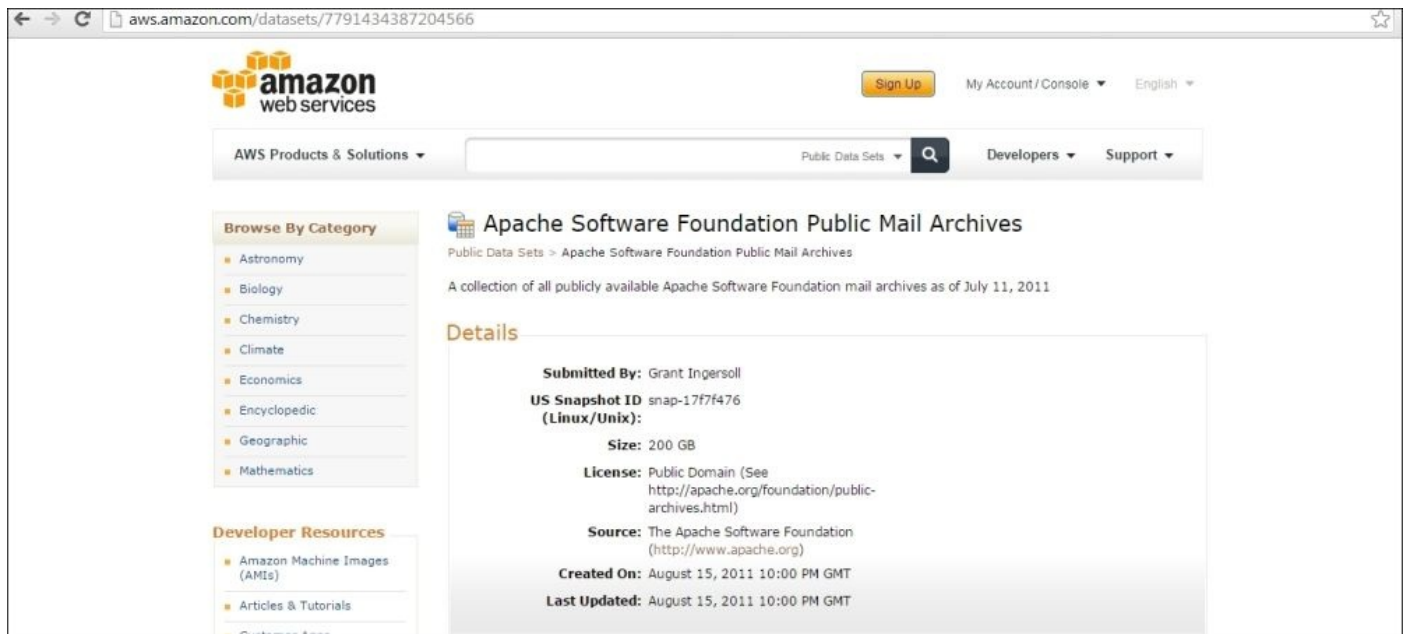 aws.amazon.com/datasets/7791434387204566
amazon
web services
Sign Up
My Account / Console
English
AWS Products & Solutions
Public Data Sets
Developers
Support
Browse By Category
Astronomy
Biology
Chemistry
Climate
Economics
Encyclopedic
Geographic
Mathematics
Developer Resources
Amazon Machine Images
(AMIs)
Articles & Tutorials
Apache Software Foundation Public Mail Archives
Public Data Sets > Apache Software Foundation Public Mail Archives
A collection of all publicly available Apache Software Foundation mail archives as of July 11, 2011
Details
Submitted By: Grant Ingersoll
US Snapshot ID snap-17f7f476
(Linux/Unix):
Size: 200 GB
License: Public Domain (See
http://apache.org/foundation/public-
archives.html)
Source: The Apache Software Foundation
(http://www.apache.org)
Created On: August 15, 2011 10:00 PM GMT
Last Updated: August 15, 2011 10:00 PM GMT